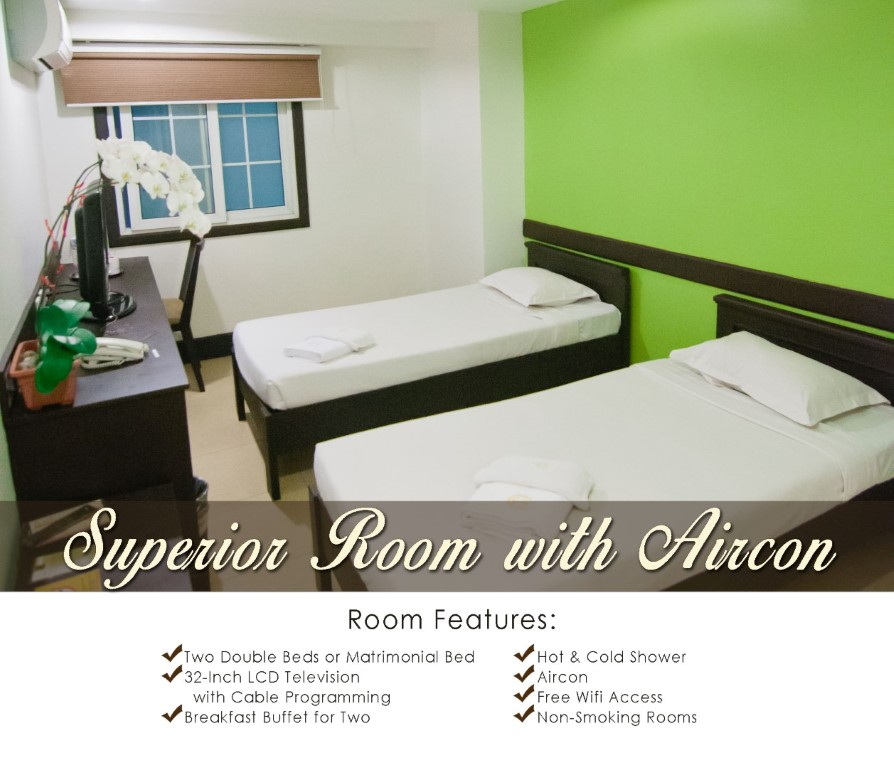 Superior Room with Aircon
Room Features:
Two Double Beds or Matrimonial Bed
32-Inch LCD Television
with Cable Programming
Breakfast Buffet for Two
Hot & Cold Shower
Aircon
Free Wifi Access
Non-Smoking Rooms